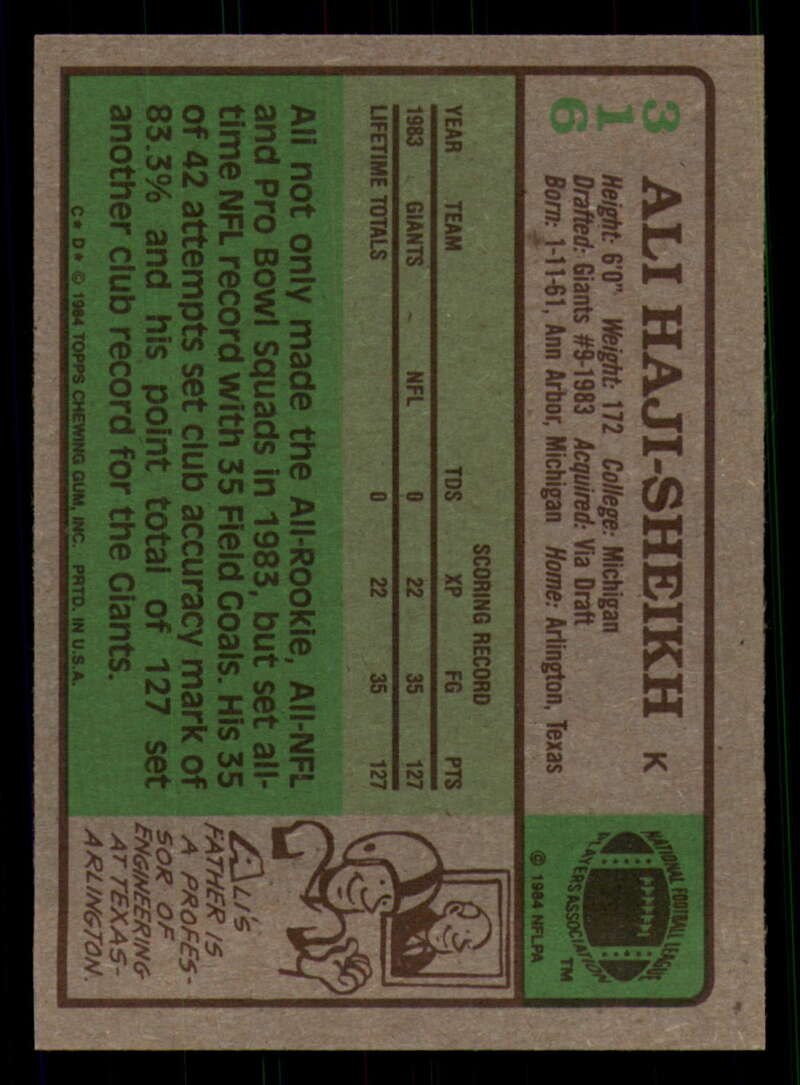 3
1
6
ALI HAJI-SHEIKH K
Height: 6'0" Weight: 172 College: Michigan
Drafted: Giants #9-1983 Acquired: Via Draft
Born: 1-11-61, Ann Arbor, Michigan Home: Arlington, Texas
NATIONAL FOOTBALL LEAGUE
PLAYERS ASSOCIATION
TM
© 1984 NFLPA
SCORING RECORD
YEAR TEAM TDS XP FG PTS
1983 GIANTS NFL 0 22 35 127
LIFETIME TOTALS 0 22 35 127
Ali not only made the All-Rookie, All-NFL
and Pro Bowl Squads in 1983, but set all-
time NFL record with 35 Field Goals. His 35
of 42 attempts set club accuracy mark of
83.3% and his point total of 127 set
another club record for the Giants.
C* D* © 1984 TOPPS CHEWING GUM, INC. PRTD. IN U.S.A.
ALI'S
FATHER IS
A PROFES-
SOR OF
ENGINEERING
AT TEXAS-
ARLINGTON.